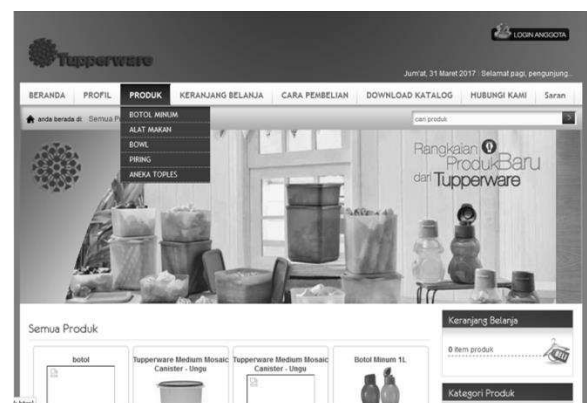 LOGIN ANGGOTA
Tupperware
Jum'at, 31 Maret 2017 | Selamat pagi, pengunjung..
BERANDA PROFIL PRODUK KERANJANG BELANJA CARA PEMBELIAN DOWNLOAD KATALOG HUBUNGI KAMI Saran
anda berada di: Semua P
cari produk
BOTOL MINUM
ALAT MAKAN
BOWL
PIRING
ANEKA TOPLES
Rangkaian
ProdukBaru
dari Tupperware
Semua Produk
Keranjang Belanja
0 item produk
BELI
botol
Tupperware Medium Mosaic Canister - Ungu
Tupperware Medium Mosaic Canister - Ungu
Botol Minum 1L
Kategori Produk